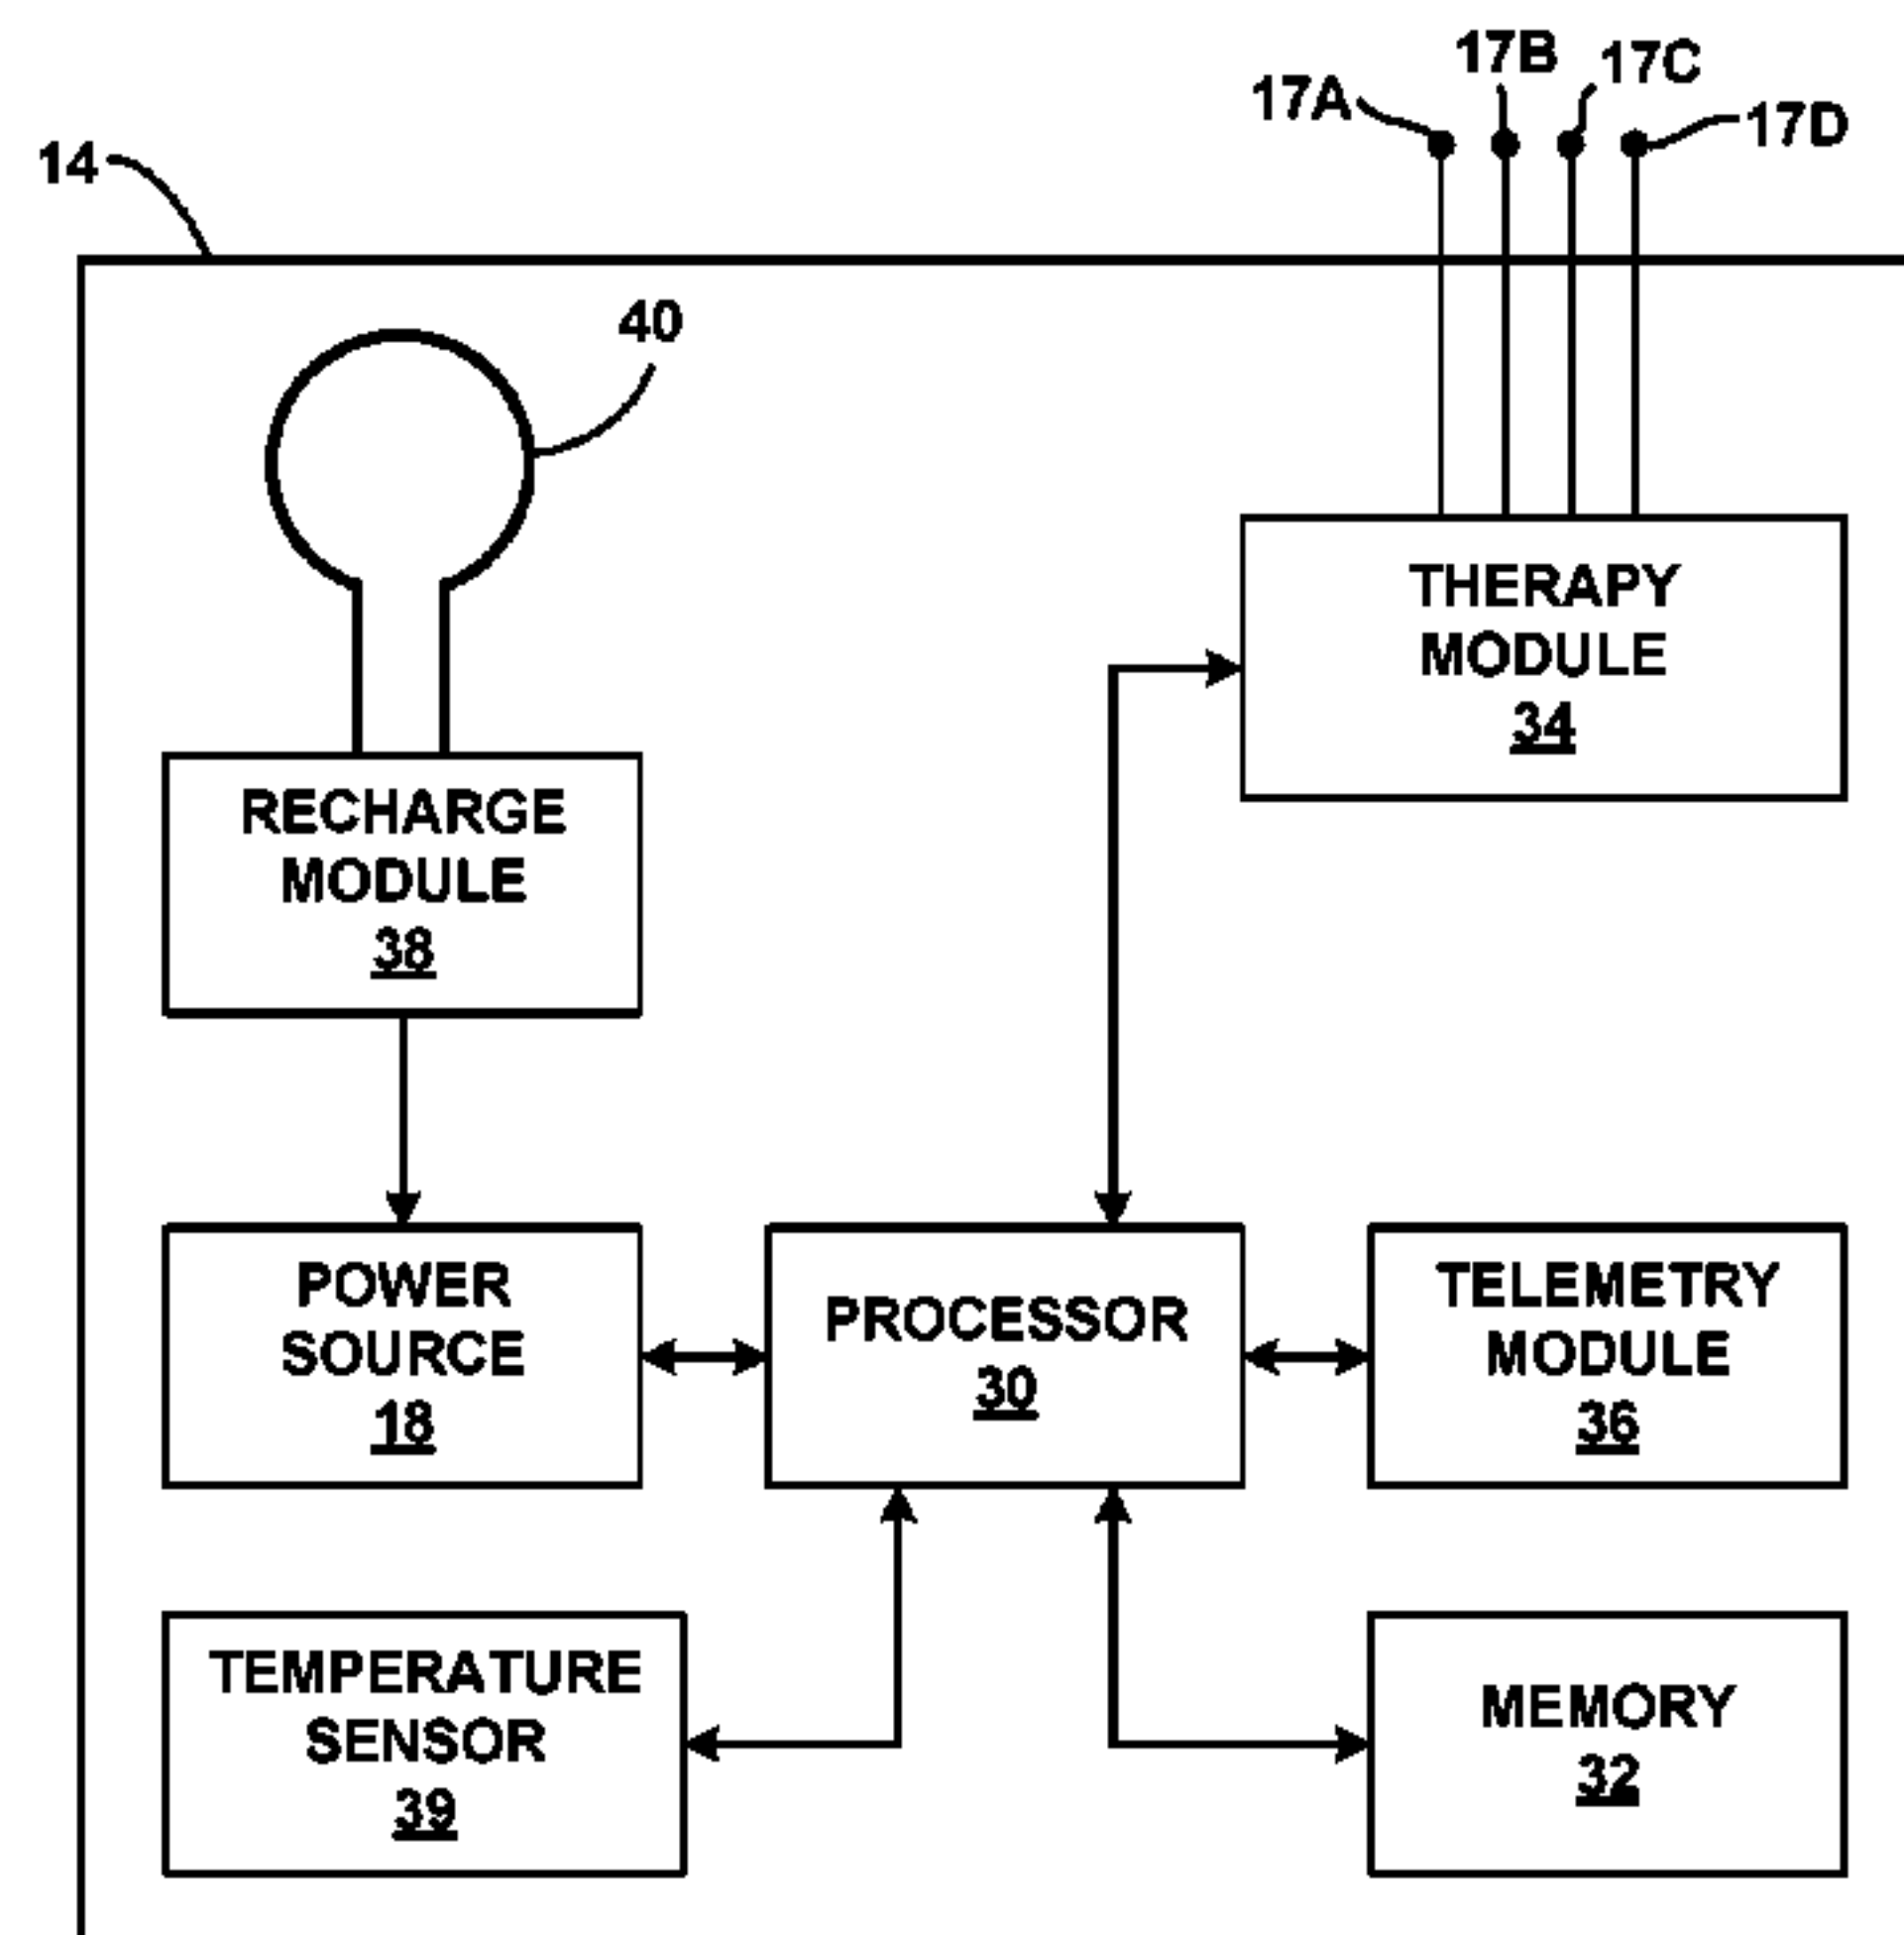 17B
17C
17A
17D
14
40
THERAPY
MODULE
34
RECHARGE
MODULE
38
POWER
SOURCE
18
PROCESSOR
30
TELEMETRY
MODULE
36
TEMPERATURE
SENSOR
39
MEMORY
32